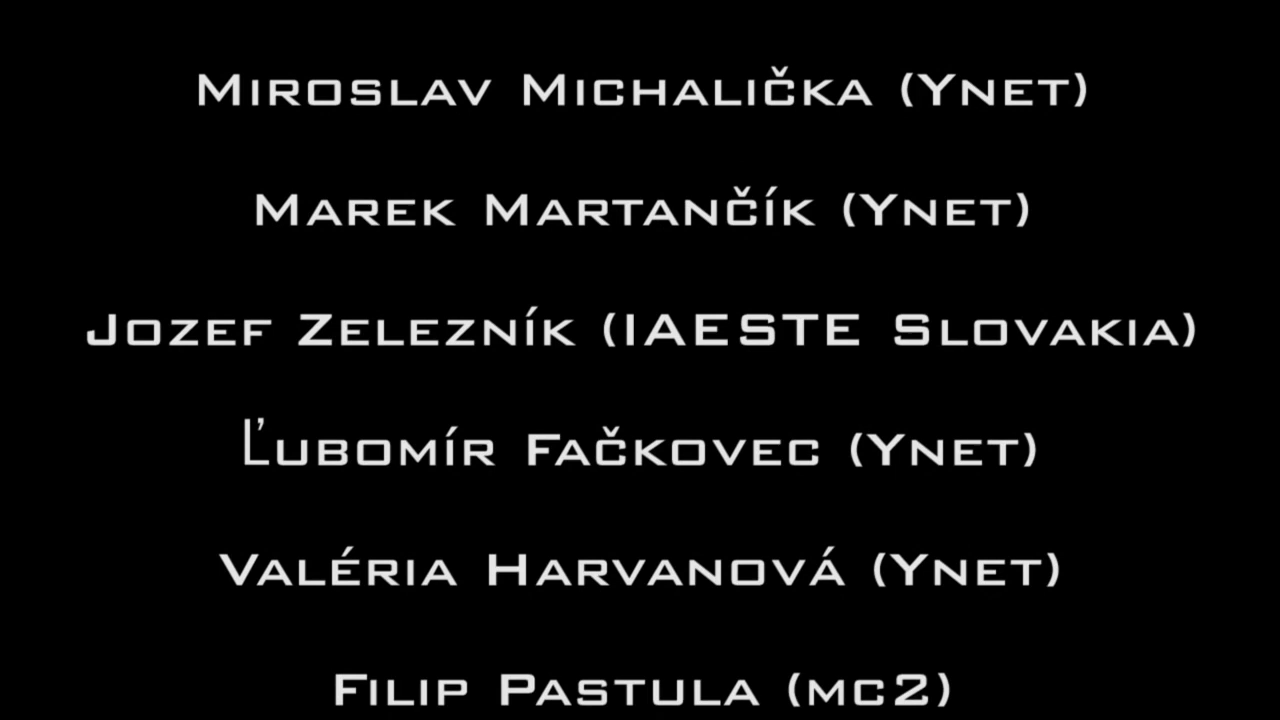 Miroslav Michalička (Ynet)
Marek Martančík (Ynet)
Jozef Zelezník (IAESTE Slovakia)
Ľubomír Fačkovec (Ynet)
Valéria Harvanová (Ynet)
Filip Pastula (mc2)